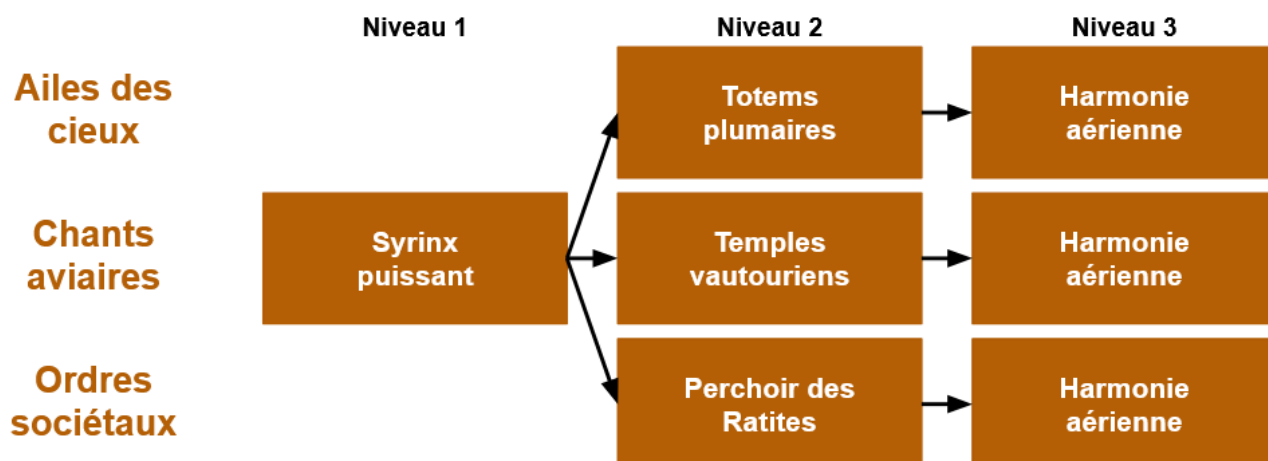 Niveau 1
Niveau 2
Niveau 3
Ailes des
cieux
Totems
plumaires
Harmonie
aérienne
Chants
aviaires
Syrinx
puissant
Temples
vautouriens
Harmonie
aérienne
Ordres
sociétaux
Perchoir des
Ratites
Harmonie
aérienne